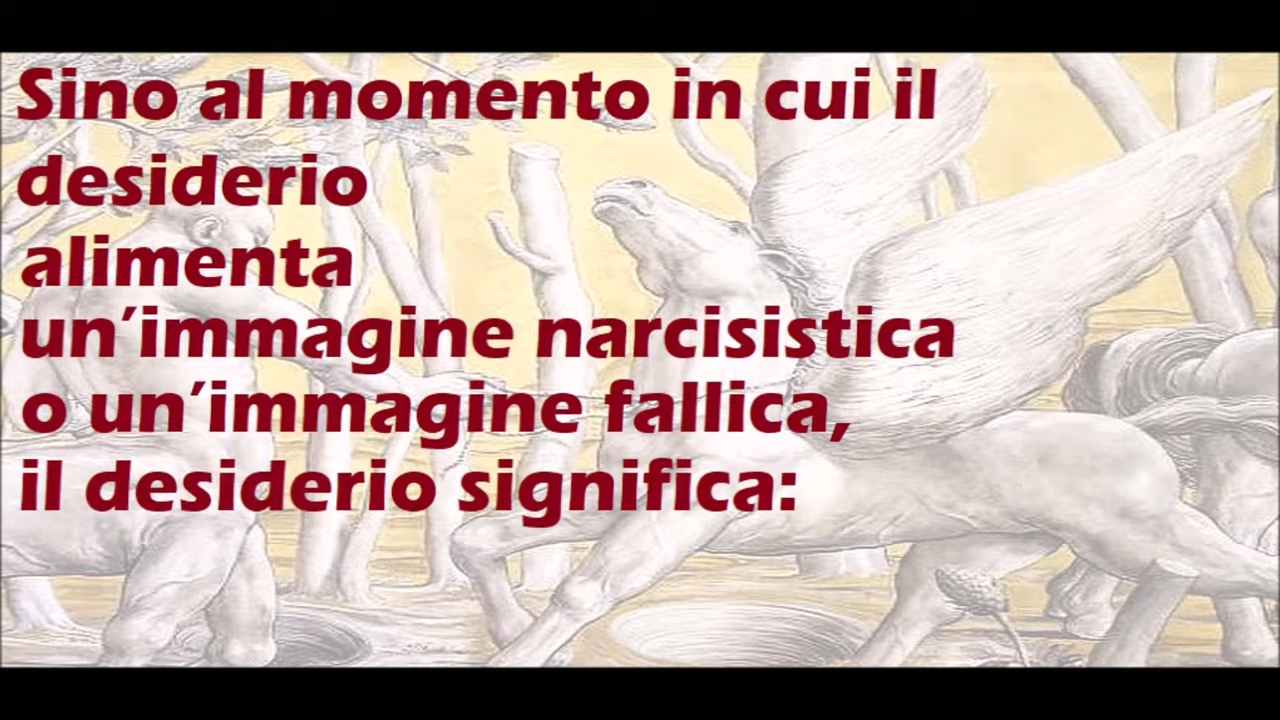 Sino al momento in cui il
desiderio
alimenta
un’immagine narcisistica
o un’immagine fallica,
il desiderio significa: